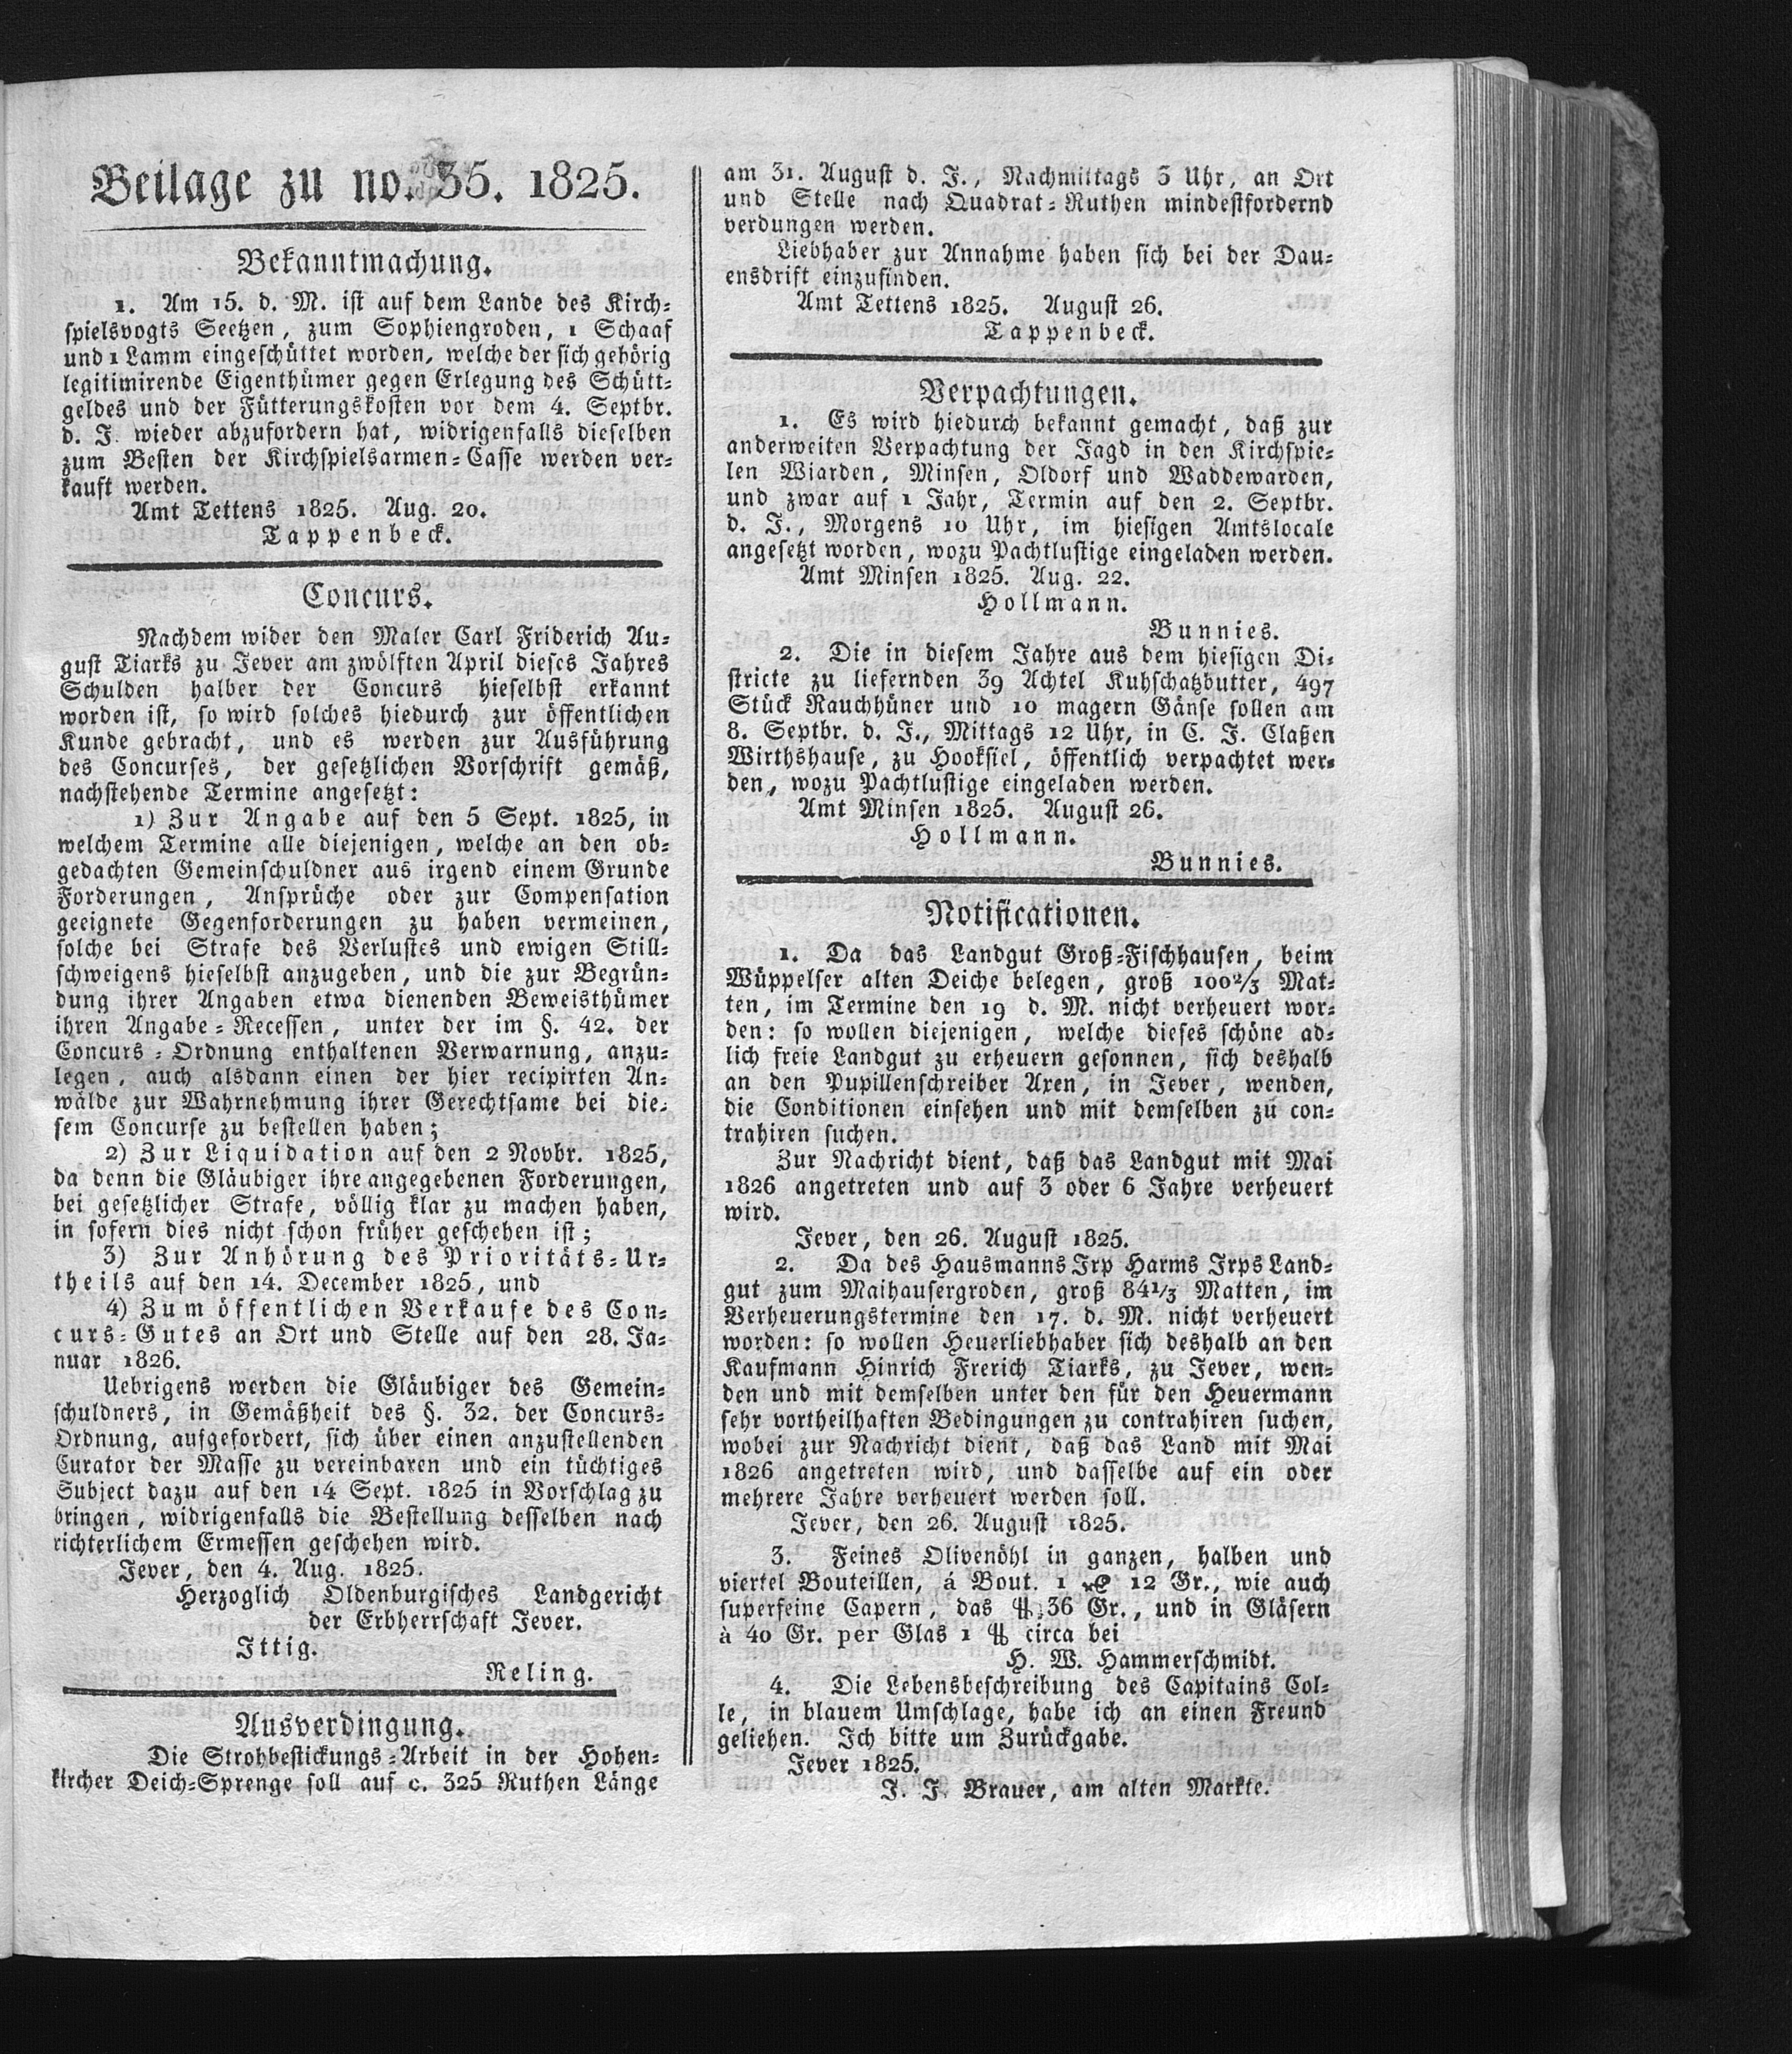 Beilage zu no. 35. 1825.
Bekanntmachung.
1. Am 15. d. M. ist auf dem Lande des Kirch-
spielsvogts Seetzen, zum Sophiengroden, 1 Schaaf
und 1 Lamm eingeschüttet worden, welche der sich gehörig
legitimirende Eigenthümer gegen Erlegung des Schütt-
geldes und der Fütterungskosten vor dem 4. Septbr.
d. J. wieder abzufordern hat, widrigenfalls dieselben
zum Besten der Kirchspielsarmen-Casse werden ver-
kauft werden.
Amt Tettens 1825. Aug. 20.
Tappenbeck.
Concurs.
Nachdem wider den Maler Carl Friderich Au-
gust Tiarks zu Jever am zwölften April dieses Jahres
Schulden halber der Concurs hieselbst erkannt
worden ist, so wird solches hiedurch zur öffentlichen
Kunde gebracht, und es werden zur Ausführung
des Concurses, der gesetzlichen Vorschrift gemäß,
nachstehende Termine angesetzt:
1) Zur Angabe auf den 5 Sept. 1825, in
welchem Termine alle diejenigen, welche an den ob-
gedachten Gemeinschuldner aus irgend einem Grunde
Forderungen, Ansprüche oder zur Compensation
geeignete Gegenforderungen zu haben vermeinen,
solche bei Strafe des Verlustes und ewigen Still-
schweigens hieselbst anzugeben, und die zur Begrün-
dung ihrer Angaben etwa dienenden Beweisthümer
ihren Angabe-Recessen, unter der im §. 42. der
Concurs-Ordnung enthaltenen Verwarnung, anzu-
legen, auch alsdann einen der hier recipirten An-
wälde zur Wahrnehmung ihrer Gerechtsame bei die-
sem Concurse zu bestellen haben;
2) Zur Liquidation auf den 2 Novbr. 1825,
da denn die Gläubiger ihre angegebenen Forderungen,
bei gesetzlicher Strafe, völlig klar zu machen haben,
in sofern dies nicht schon früher geschehen ist;
3) Zur Anhörung des Prioritäts-Ur-
theils auf den 14. December 1825, und
4) Zum öffentlichen Verkaufe des Con-
curs-Gutes an Ort und Stelle auf den 28. Ja-
nuar 1826.
Uebrigens werden die Gläubiger des Gemein-
schuldners, in Gemäßheit des §. 32. der Concurs-
Ordnung, aufgefordert, sich über einen anzustellenden
Curator der Masse zu vereinbaren und ein tüchtiges
Subject dazu auf den 14 Sept. 1825 in Vorschlag zu
bringen, widrigenfalls die Bestellung desselben nach
richterlichem Ermessen geschehen wird.
Jever, den 4. Aug. 1825.
Herzoglich Oldenburgisches Landgericht
der Erbherrschaft Jever.
Ittig.
Reling.
Ausverdingung.
Die Strohbestickungs-Arbeit in der Hohen-
kircher Deich-Sprenge soll auf c. 325 Ruthen Länge
am 31. August d. J., Nachmittags 5 Uhr, an Ort
und Stelle nach Quadrat-Ruthen mindestfordernd
verdungen werden.
Liebhaber zur Annahme haben sich bei der Dau-
ensdrift einzufinden.
Amt Tettens 1825. August 26.
Tappenbeck.
Verpachtungen.
1. Es wird hiedurch bekannt gemacht, daß zur
anderweiten Verpachtung der Jagd in den Kirchspie-
len Wiarden, Minsen, Oldorf und Waddewarden,
und zwar auf 1 Jahr, Termin auf den 2. Septbr.
d. J., Morgens 10 Uhr, im hiesigen Amtslocale
angesetzt worden, wozu Pachtlustige eingeladen werden.
Amt Minsen 1825. Aug. 22.
Hollmann.
Bunnies.
2. Die in diesem Jahre aus dem hiesigen Di-
stricte zu liefernden 39 Achtel Kuhschatzbutter, 497
Stück Rauchhüner und 10 magern Gänse sollen am
8. Septbr. d. J., Mittags 12 Uhr, in C. J. Claßen
Wirthshause, zu Hooksiel, öffentlich verpachtet wer-
den, wozu Pachtlustige eingeladen werden.
Amt Minsen 1825. August 26.
Hollmann.
Bunnies.
Notificationen.
1. Da das Landgut Groß-Fischhausen, beim
Wüppelser alten Deiche belegen, groß 100 2/3 Mat-
ten, im Termine den 19 d. M. nicht verheuert wor-
den: so wollen diejenigen, welche dieses schöne ad-
lich freie Landgut zu erheuern gesonnen, sich deshalb
an den Pupillenschreiber Axen, in Jever, wenden,
die Conditionen einsehen und mit demselben zu con-
trahiren suchen.
Zur Nachricht dient, daß das Landgut mit Mai
1826 angetreten und auf 3 oder 6 Jahre verheuert
wird.
Jever, den 26. August 1825.
2. Da des Hausmanns Irp Harms Irps Land-
gut zum Maihausergroden, groß 84 1/3 Matten, im
Verheuerungstermine den 17. d. M. nicht verheuert
worden: so wollen Heuerliebhaber sich deshalb an den
Kaufmann Hinrich Frerich Tiarks, zu Jever, wen-
den und mit demselben unter den für den Heuermann
sehr vortheilhaften Bedingungen zu contrahiren suchen,
wobei zur Nachricht dient, daß das Land mit Mai
1826 angetreten wird, und dasselbe auf ein oder
mehrere Jahre verheuert werden soll.
Jever, den 26. August 1825.
3. Feines Olivenöhl in ganzen, halben und
viertel Bouteillen, á Bout. 1 ₰ 12 Gr., wie auch
superfeine Capern, das ℔ 36 Gr., und in Gläsern
à 40 Gr. per Glas 1 ℔ circa bei
H. W. Hammerschmidt.
4. Die Lebensbeschreibung des Capitains Col-
le, in blauem Umschlage, habe ich an einen Freund
geliehen. Ich bitte um Zurückgabe.
Jever 1825.
J. J. Brauer, am alten Markte.